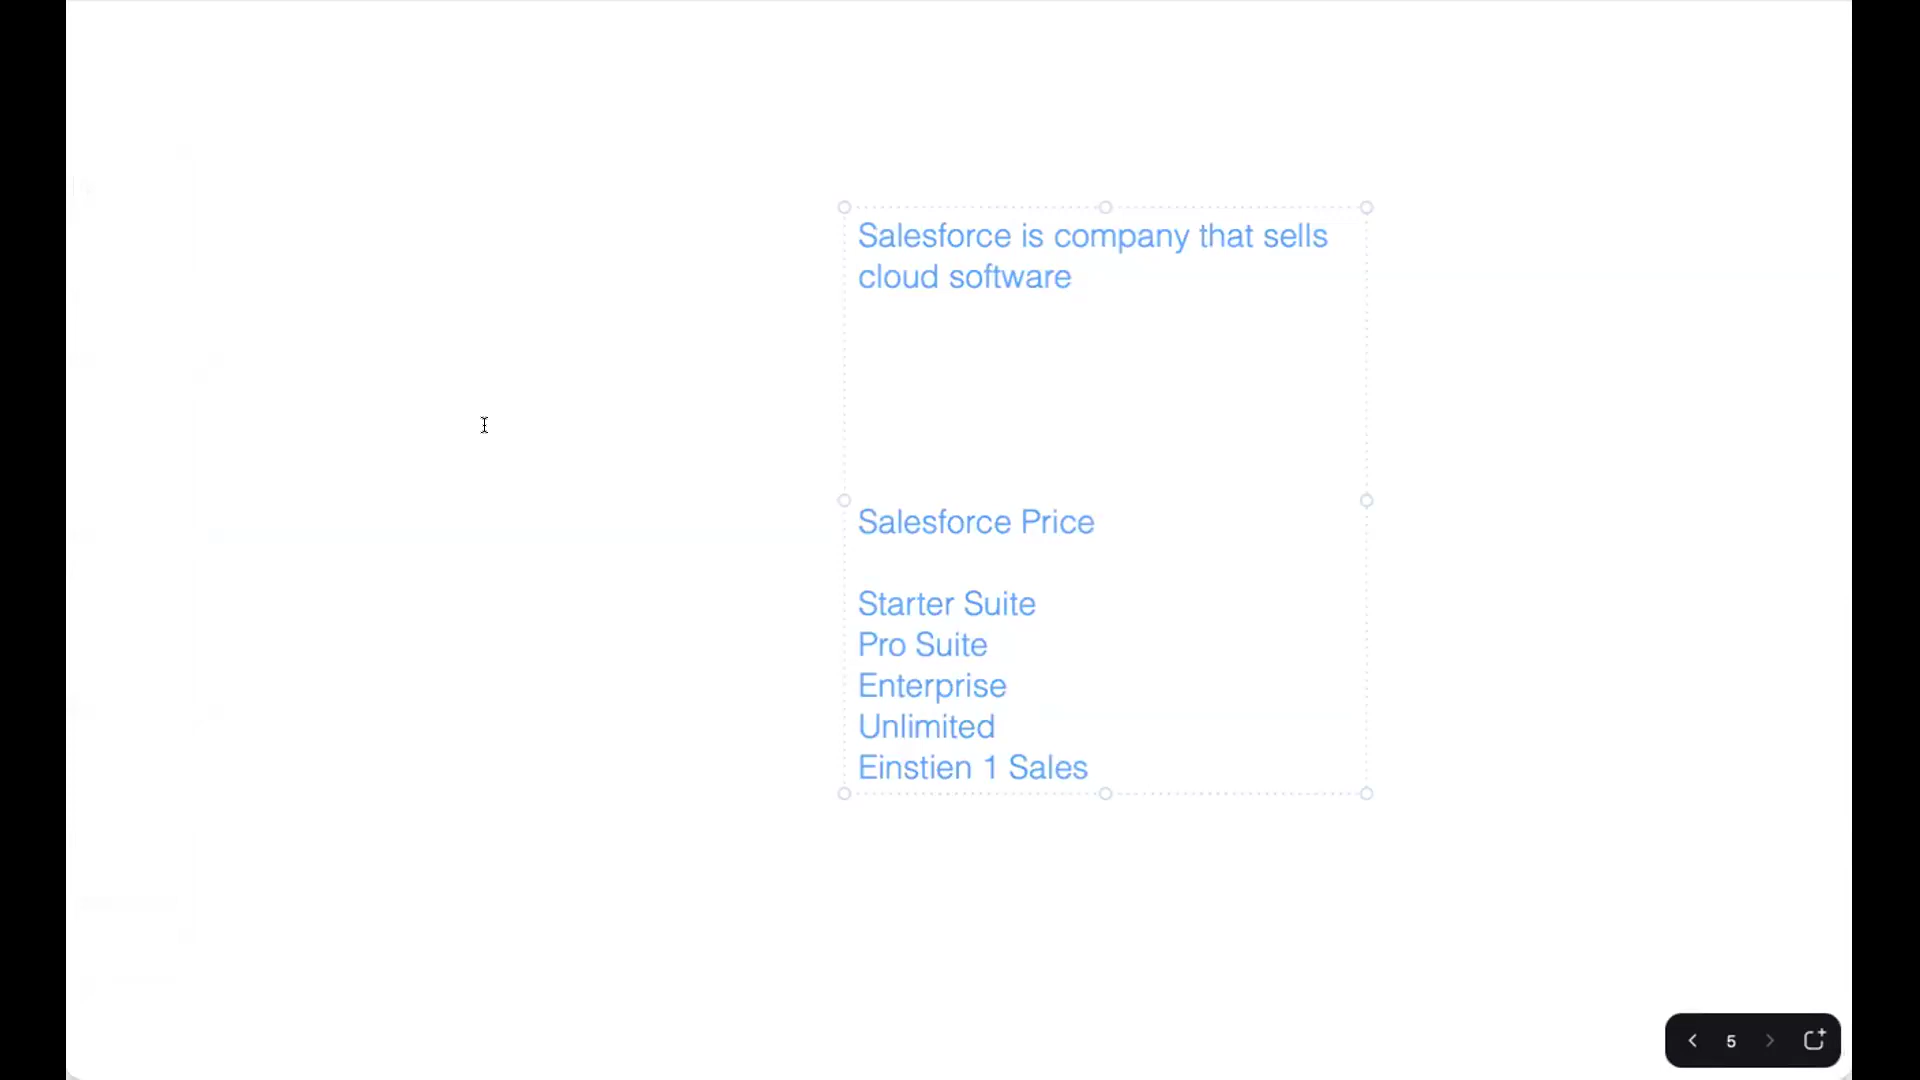 Salesforce is company that sells
cloud software
Salesforce Price
Starter Suite
Pro Suite
Enterprise
Unlimited
Einstien 1 Sales
5